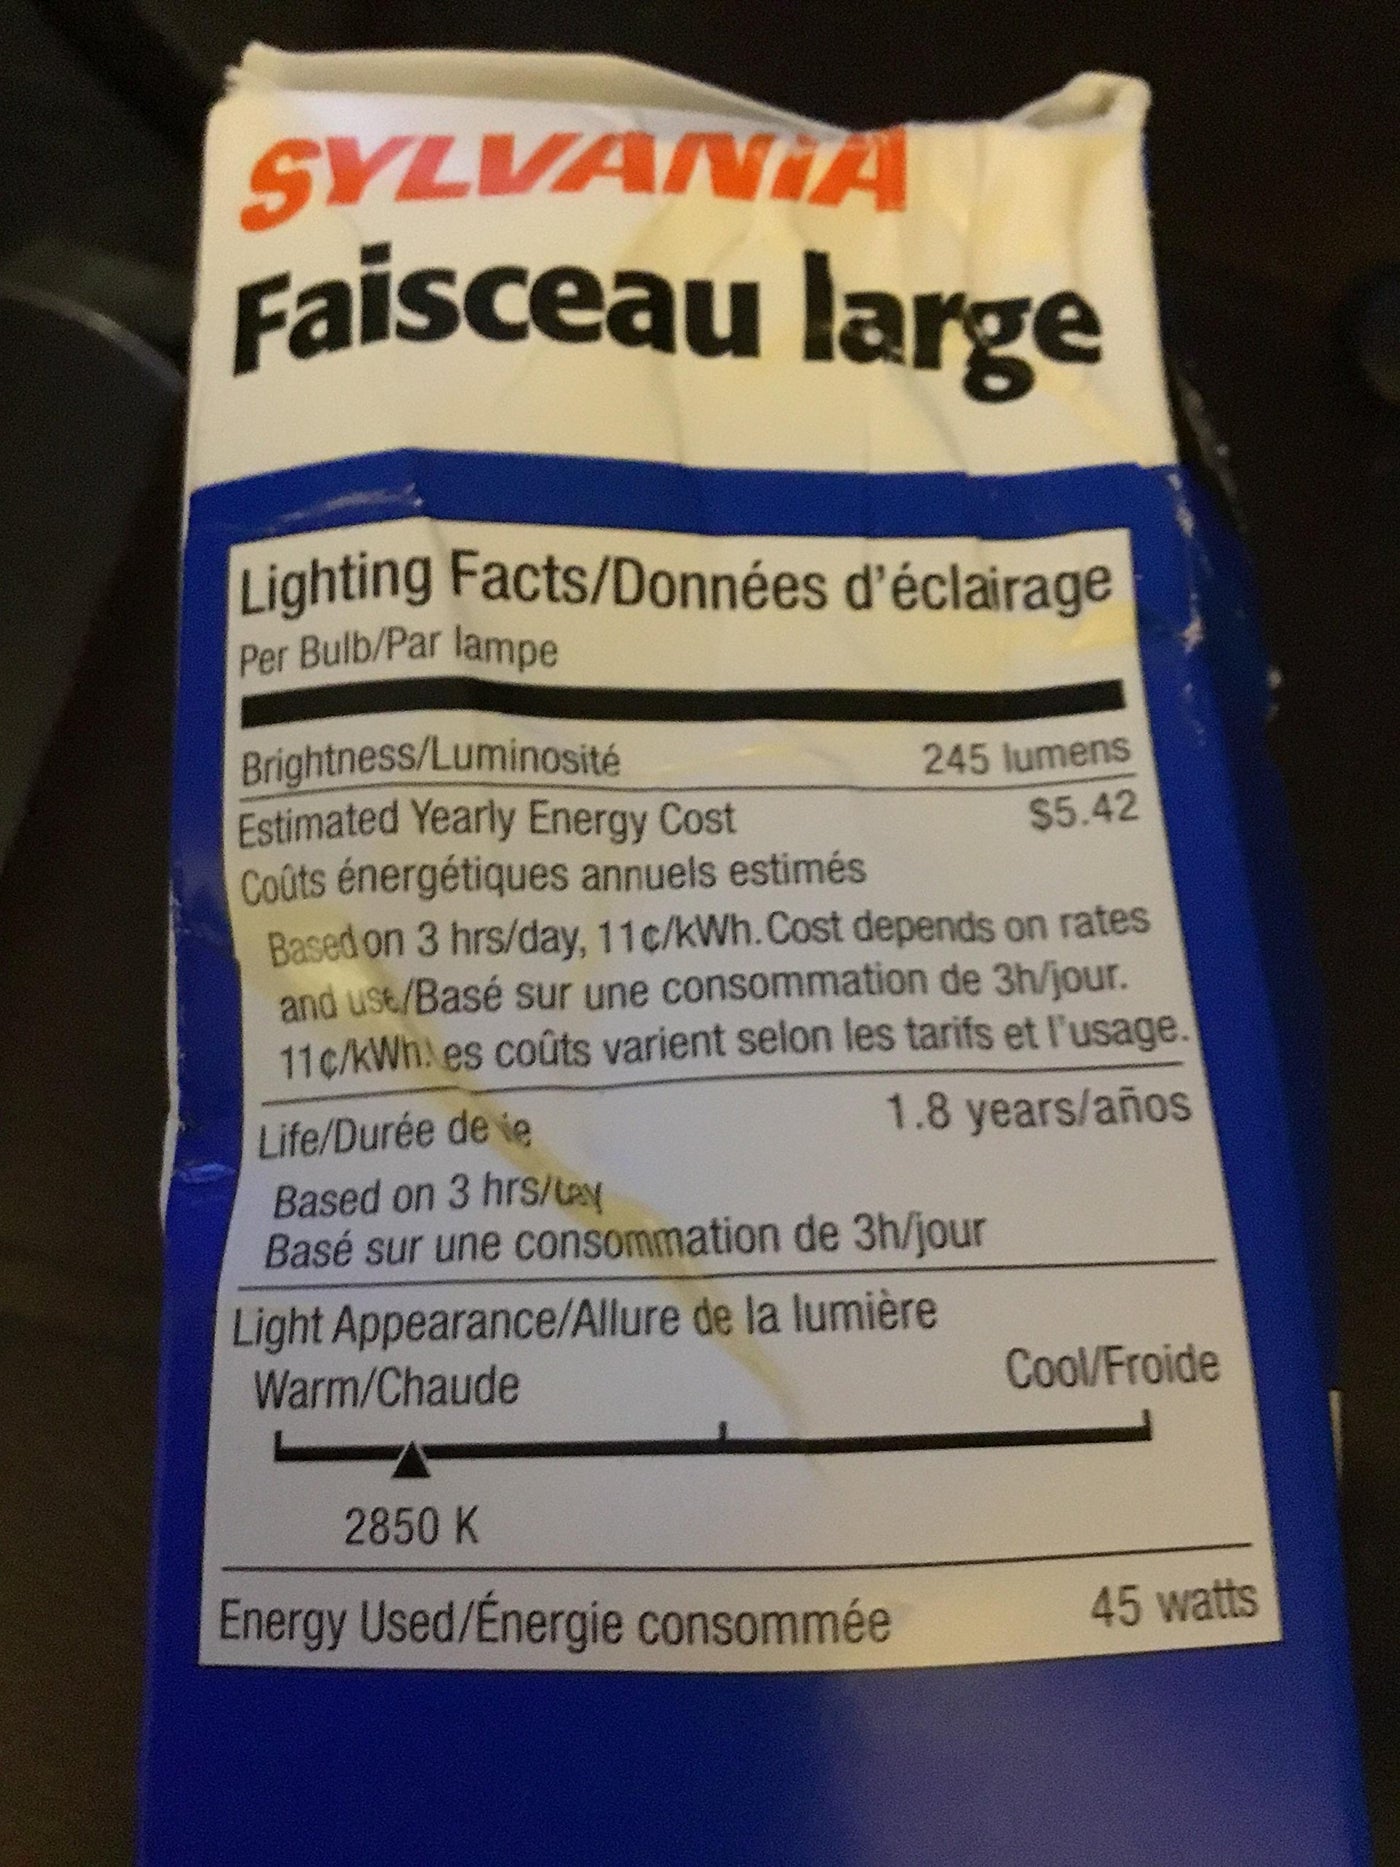 SYLVANIA
Faisceau large
Lighting Facts/Données d'éclairage
Per Bulb/Par lampe
Brightness/Luminosité 245 lumens
Estimated Yearly Energy Cost $5.42
Coûts énergétiques annuels estimés
Based on 3 hrs/day, 11¢/kWh. Cost depends on rates
and use/Basé sur une consommation de 3h/jour.
11¢/kWh. es coûts varient selon les tarifs et l'usage.
Life/Durée de ie 1.8 years/años
Based on 3 hrs/
Basé sur une consommation de 3h/jour
Light Appearance/Allure de la lumière
Warm/Chaude Cool/Froide
2850 K
Energy Used/Énergie consommée 45 watts